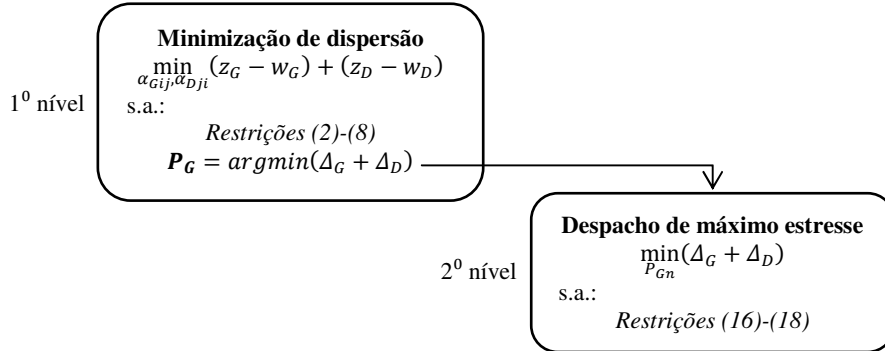 Minimização de dispersão
min (z_G − w_G) + (z_D − w_D)
α_Gij,α_Dji
s.a.:
1⁰ nível
Restrições (2)-(8)
P_G = argmin(Δ_G + Δ_D)
Despacho de máximo estresse
min(Δ_G + Δ_D)
P_Gn
2⁰ nível
s.a.:
Restrições (16)-(18)